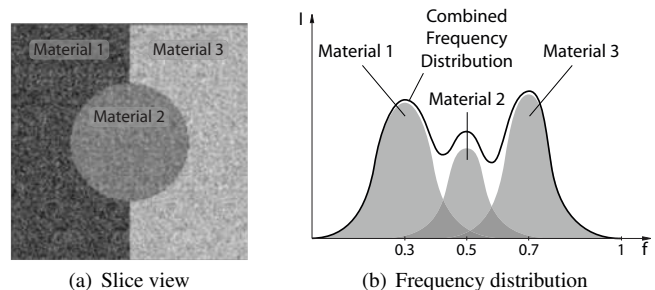 Material 1
Material 3
Material 2
(a) Slice view
I
Combined
Frequency
Distribution
Material 1
Material 3
Material 2
0.3
0.5
0.7
1
f
(b) Frequency distribution